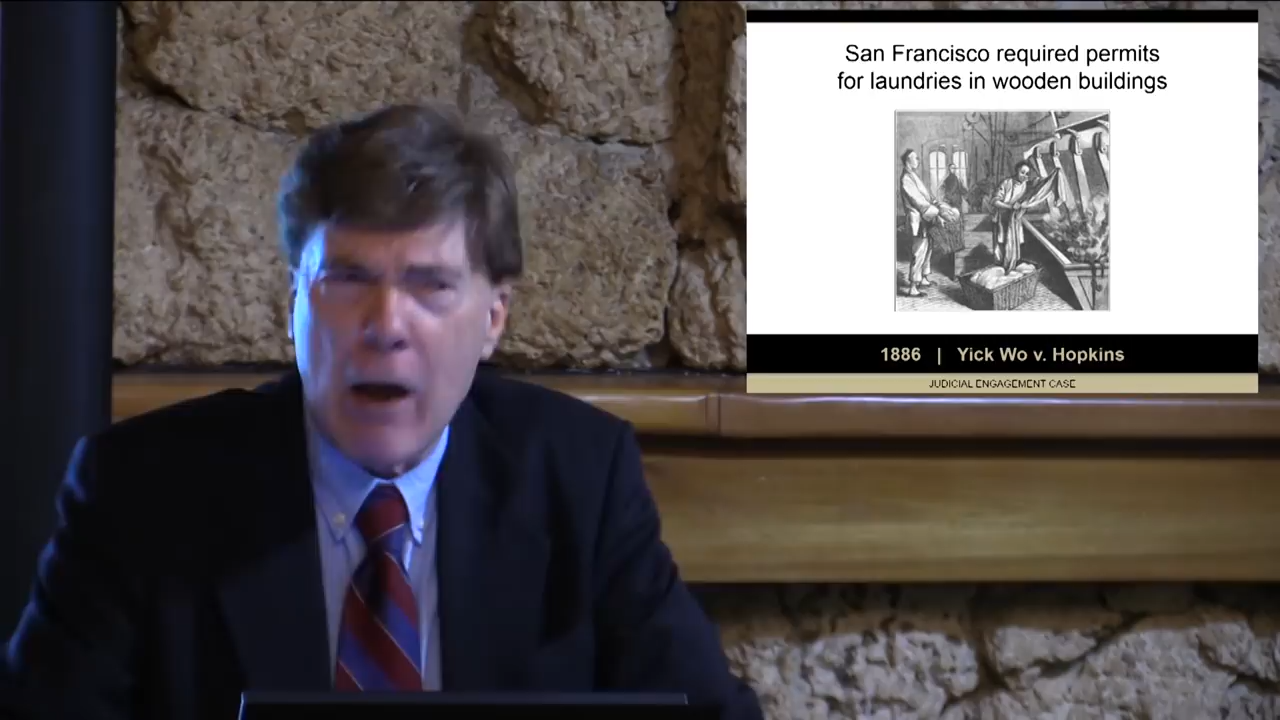 San Francisco required permits
for laundries in wooden buildings
1886 | Yick Wo v. Hopkins
JUDICIAL ENGAGEMENT CASE